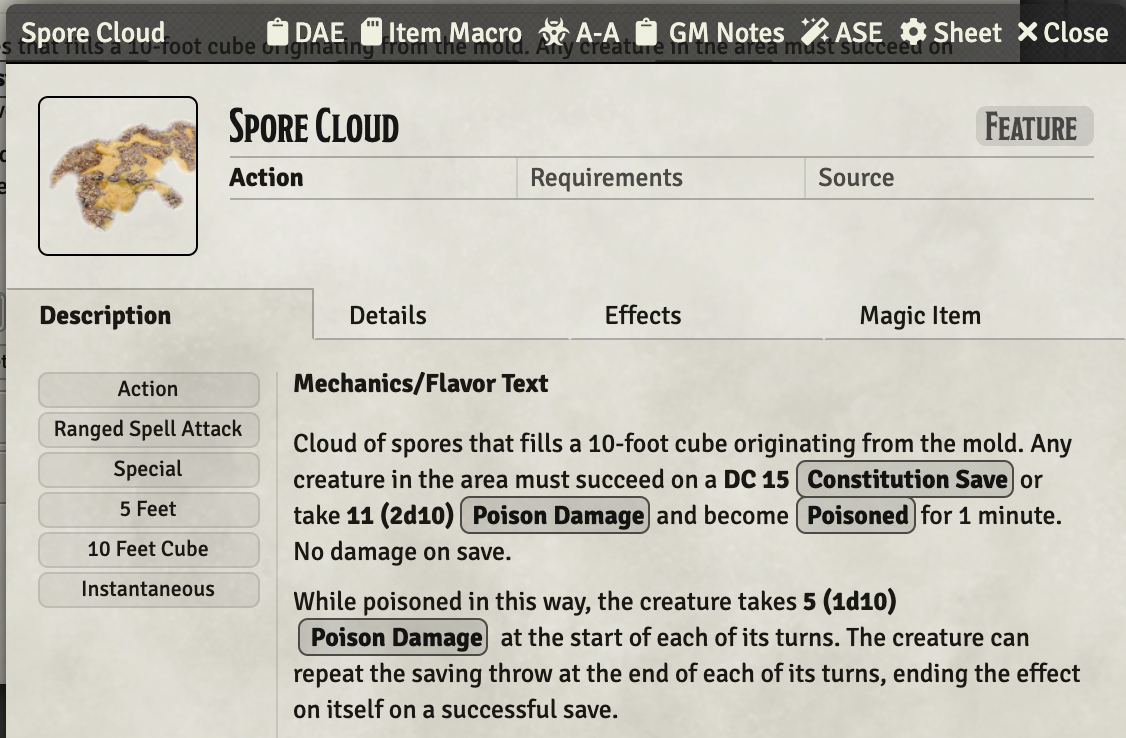 Spore Cloud DAE Item Macro A-A GM Notes ASE Sheet Close
s that fills a 10-foot cube originating from the mold. Any creature in the area must succeed on
Spore Cloud
Feature
Action Requirements Source
Description Details Effects Magic Item
Action
Ranged Spell Attack
Special
5 Feet
10 Feet Cube
Instantaneous
Mechanics/Flavor Text
Cloud of spores that fills a 10-foot cube originating from the mold. Any
creature in the area must succeed on a DC 15 Constitution Save or
take 11 (2d10) Poison Damage and become Poisoned for 1 minute.
No damage on save.
While poisoned in this way, the creature takes 5 (1d10)
Poison Damage at the start of each of its turns. The creature can
repeat the saving throw at the end of each of its turns, ending the effect
on itself on a successful save.